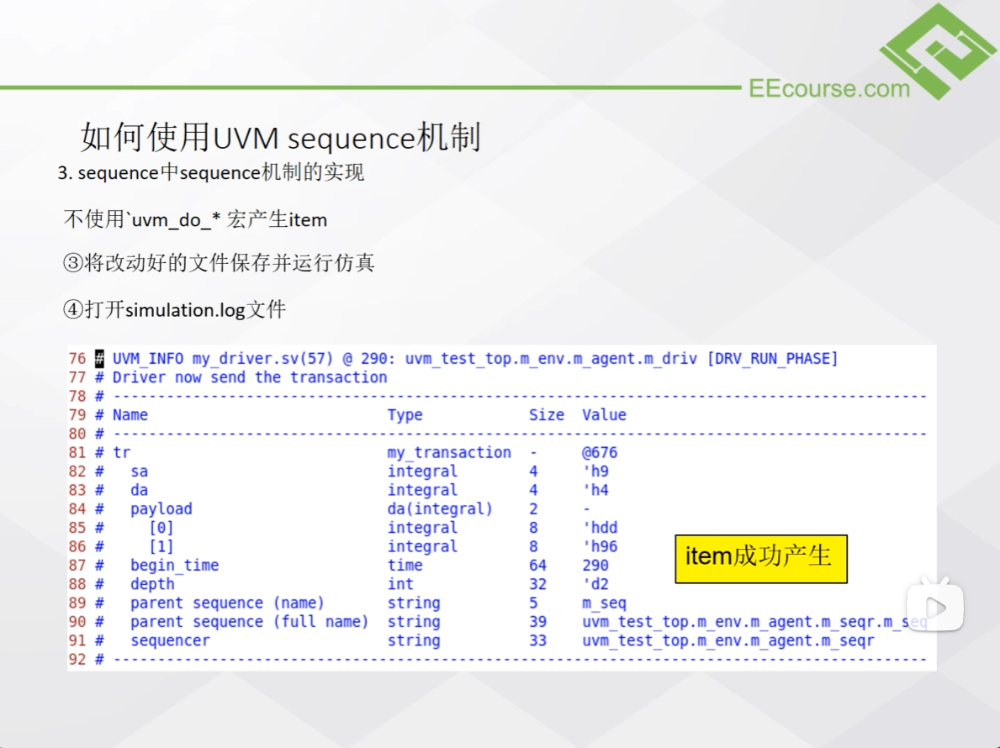 EEcourse.com
如何使用UVM sequence机制
3. sequence中sequence机制的实现
不使用`uvm_do_* 宏产生item
③将改动好的文件保存并运行仿真
④打开simulation.log文件
76 # UVM_INFO my_driver.sv(57) @ 290: uvm_test_top.m_env.m_agent.m_driv [DRV_RUN_PHASE]
77 # Driver now send the transaction
78 # --------------------------------------------------------------------------------------------
79 # Name Type Size Value
80 # --------------------------------------------------------------------------------------------
81 # tr my_transaction - @676
82 # sa integral 4 'h9
83 # da integral 4 'h4
84 # payload da(integral) 2 -
85 # [0] integral 8 'hdd
86 # [1] integral 8 'h96
87 # begin_time time 64 290
88 # depth int 32 'd2
89 # parent sequence (name) string 5 m_seq
90 # parent sequence (full name) string 39 uvm_test_top.m_env.m_agent.m_seqr.m_seq
91 # sequencer string 33 uvm_test_top.m_env.m_agent.m_seqr
92 # --------------------------------------------------------------------------------------------
item成功产生